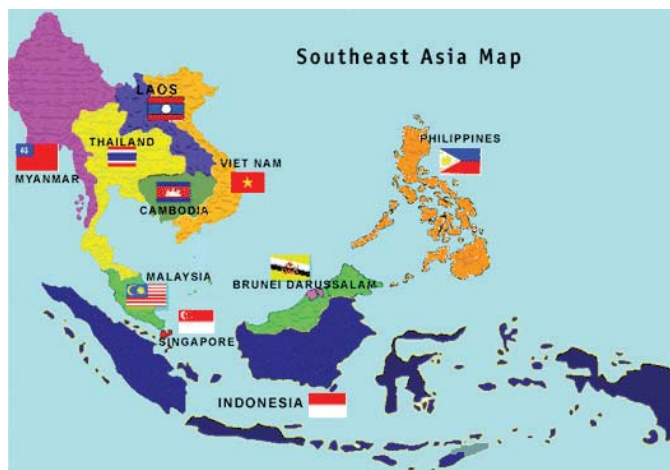 Southeast Asia Map
LAOS
THAILAND
PHILIPPINES
VIET NAM
MYANMAR
CAMBODIA
MALAYSIA
BRUNEI DARUSSALAM
SINGAPORE
INDONESIA